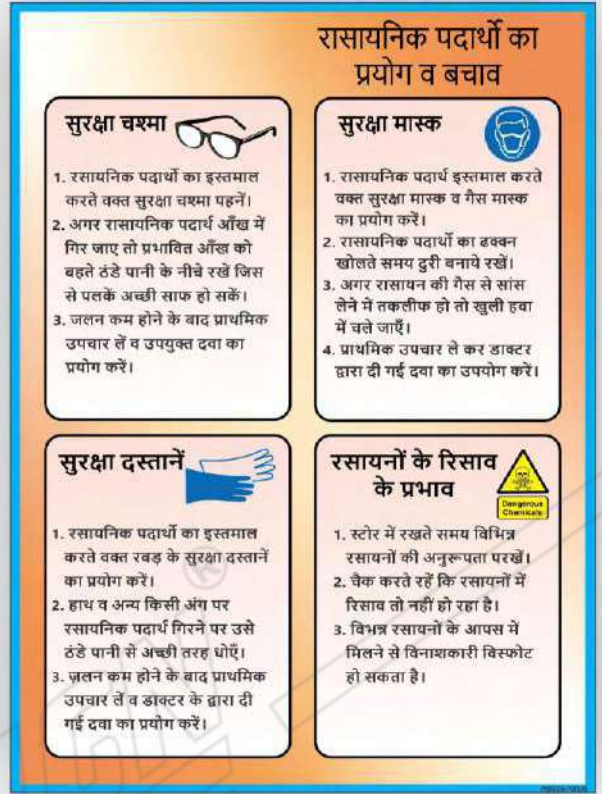 रासायनिक पदार्थो का
प्रयोग व बचाव
सुरक्षा चश्मा
1. रसायनिक पदार्थो का इस्तमाल
करते वक्त सुरक्षा चश्मा पहनें।
2. अगर रासायनिक पदार्थ आँख में
गिर जाए तो प्रभावित आँख को
बहते ठंडे पानी के नीचे रखें जिस
से पलकें अच्छी साफ हो सकें।
3. जलन कम होने के बाद प्राथमिक
उपचार लें व उपयुक्त दवा का
प्रयोग करें।
सुरक्षा मास्क
1. रासायनिक पदार्थ इस्तमाल करते
वक्त सुरक्षा मास्क व गैस मास्क
का प्रयोग करें।
2. रासायनिक पदार्थो का ढक्कन
खोलते समय दुरी बनाये रखें।
3. अगर रासायन की गैस से सांस
लेने में तकलीफ हो तो खुली हवा
में चले जाएँ।
4. प्राथमिक उपचार ले कर डाक्टर
द्वारा दी गई दवा का उपयोग करें।
सुरक्षा दस्तानें
1. रसायनिक पदार्थो का इस्तमाल
करते वक्त रबड़ के सुरक्षा दस्तानें
का प्रयोग करें।
2. हाथ व अन्य किसी अंग पर
रसायनिक पदार्थ गिरने पर उसे
ठंडे पानी से अच्छी तरह धोएँ।
3. ज़लन कम होने के बाद प्राथमिक
उपचार लें व डाक्टर के द्वारा दी
गई दवा का प्रयोग करें।
रसायनों के रिसाव
के प्रभाव
Dangerous
Chemicals
1. स्टोर में रखते समय विभिन्न
रसायनों की अनुरूपता परखें।
2. चैक करते रहें कि रसायनों में
रिसाव तो नहीं हो रहा है।
3. विभन्न रसायनों के आपस में
मिलने से विनाशकारी विस्फोट
हो सकता है।